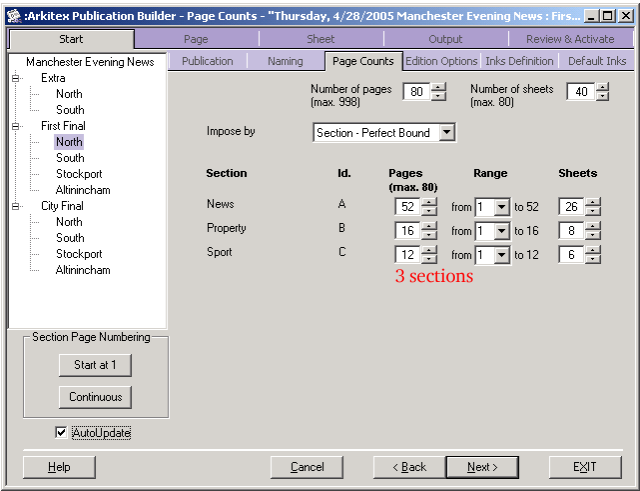 :Arkitex Publication Builder - Page Counts - "Thursday, 4/28/2005 Manchester Evening News : Firs...
Start Page Sheet Output Review & Activate
Publication Naming Page Counts Edition Options Inks Definition Default Inks
Manchester Evening News
Extra
North
South
First Final
North
South
Stockport
Altinincham
City Final
North
South
Stockport
Altinincham
Section Page Numbering
Start at 1
Continuous
AutoUpdate
Number of pages 80 Number of sheets 40
(max. 998) (max. 80)
Impose by Section - Perfect Bound
Section Id. Pages Range Sheets
(max. 80)
News A 52 from 1 to 52 26
Property B 16 from 1 to 16 8
Sport C 12 from 1 to 12 6
3 sections
Help Cancel < Back Next > EXIT